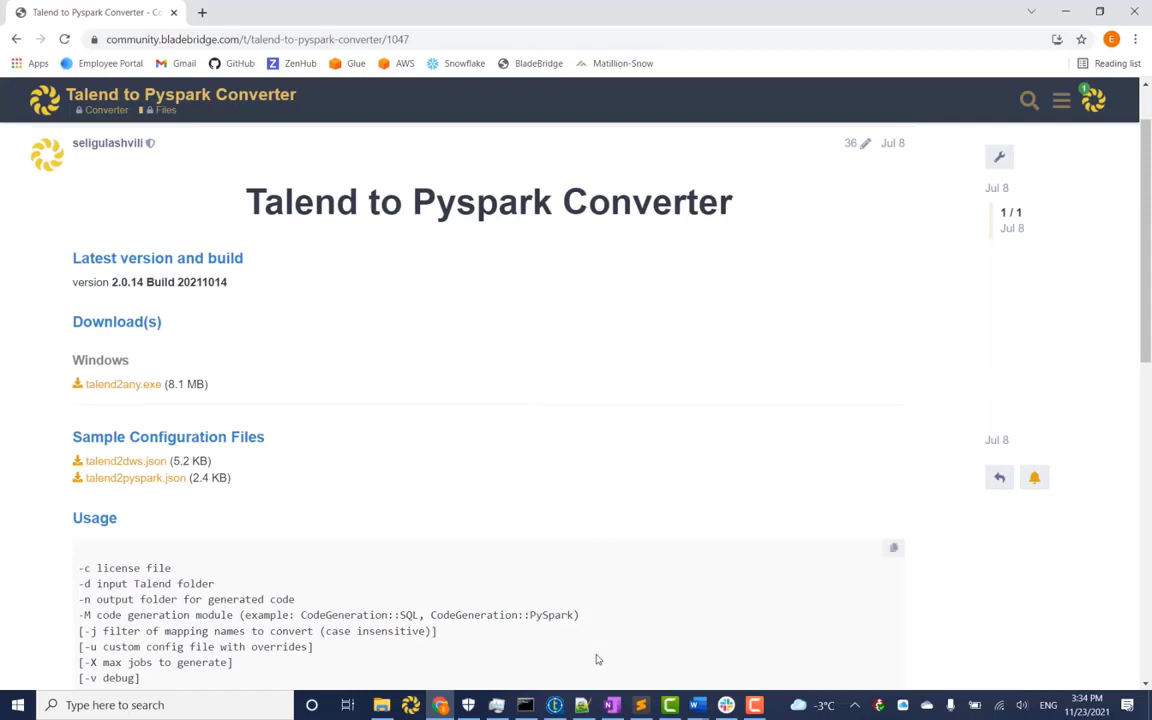 Talend to Pyspark Converter - Co
community.bladebridge.com/t/talend-to-pyspark-converter/1047
Apps
Employee Portal
Gmail
GitHub
ZenHub
Glue
AWS
Snowflake
BladeBridge
Matillion-Snow
Reading list
Talend to Pyspark Converter
Converter
Files
1
seligulashvili
36
Jul 8
Talend to Pyspark Converter
Jul 8
1 / 1
Jul 8
Latest version and build
version 2.0.14 Build 20211014
Download(s)
Windows
talend2any.exe (8.1 MB)
Sample Configuration Files
Jul 8
talend2dws.json (5.2 KB)
talend2pyspark.json (2.4 KB)
Usage
-c license file
-d input Talend folder
-n output folder for generated code
-M code generation module (example: CodeGeneration::SQL, CodeGeneration::PySpark)
[-j filter of mapping names to convert (case insensitive)]
[-u custom config file with overrides]
[-X max jobs to generate]
[-v debug]
Type here to search
-3°C
ENG
3:34 PM
11/23/2021